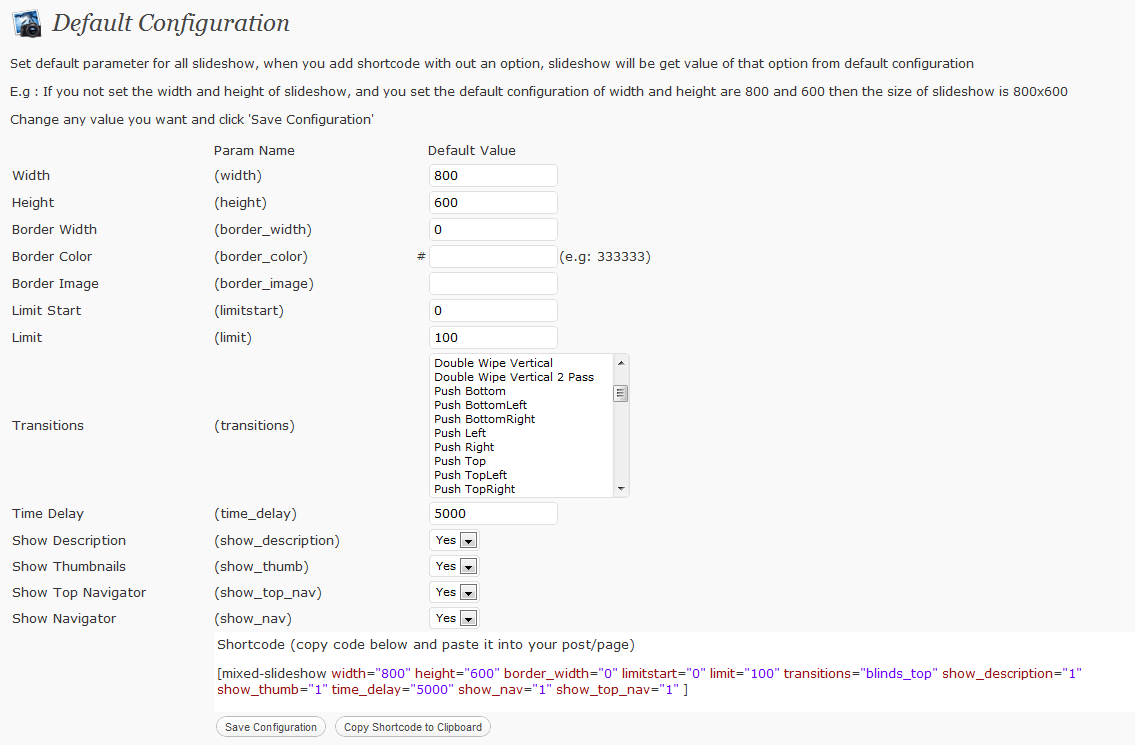 Default Configuration
Set default parameter for all slideshow, when you add shortcode with out an option, slideshow will be get value of that option from default configuration
E.g : If you not set the width and height of slideshow, and you set the default configuration of width and height are 800 and 600 then the size of slideshow is 800x600
Change any value you want and click 'Save Configuration'
Param Name Default Value
Width (width) 800
Height (height) 600
Border Width (border_width) 0
Border Color (border_color) # (e.g: 333333)
Border Image (border_image)
Limit Start (limitstart) 0
Limit (limit) 100
Transitions (transitions)
Double Wipe Vertical
Double Wipe Vertical 2 Pass
Push Bottom
Push BottomLeft
Push BottomRight
Push Left
Push Right
Push Top
Push TopLeft
Push TopRight
Time Delay (time_delay) 5000
Show Description (show_description) Yes
Show Thumbnails (show_thumb) Yes
Show Top Navigator (show_top_nav) Yes
Show Navigator (show_nav) Yes
Shortcode (copy code below and paste it into your post/page)
[mixed-slideshow width="800" height="600" border_width="0" limitstart="0" limit="100" transitions="blinds_top" show_description="1"
show_thumb="1" time_delay="5000" show_nav="1" show_top_nav="1" ]
Save Configuration Copy Shortcode to Clipboard